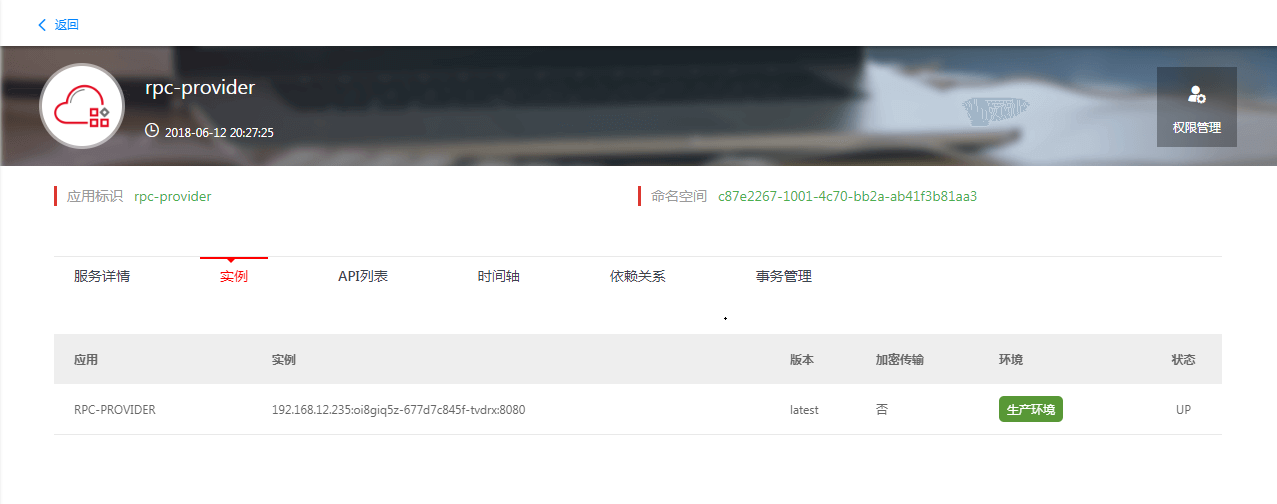 返回
rpc-provider
2018-06-12 20:27:25
权限管理
应用标识 rpc-provider 命名空间 c87e2267-1001-4c70-bb2a-ab41f3b81aa3
服务详情 实例 API列表 时间轴 依赖关系 事务管理
应用 实例 版本 加密传输 环境 状态
RPC-PROVIDER 192.168.12.235:oi8giq5z-677d7c845f-tvdrx:8080 latest 否 生产环境 UP